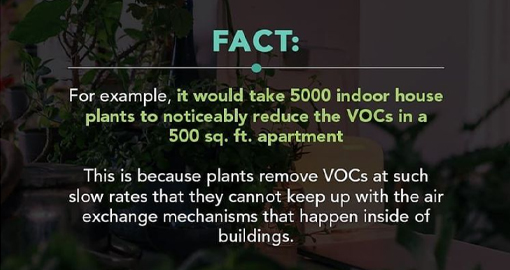 FACT:
For example, it would take 5000 indoor house
plants to noticeably reduce the VOCs in a
500 sq. ft. apartment
This is because plants remove VOCs at such
slow rates that they cannot keep up with the air
exchange mechanisms that happen inside of
buildings.